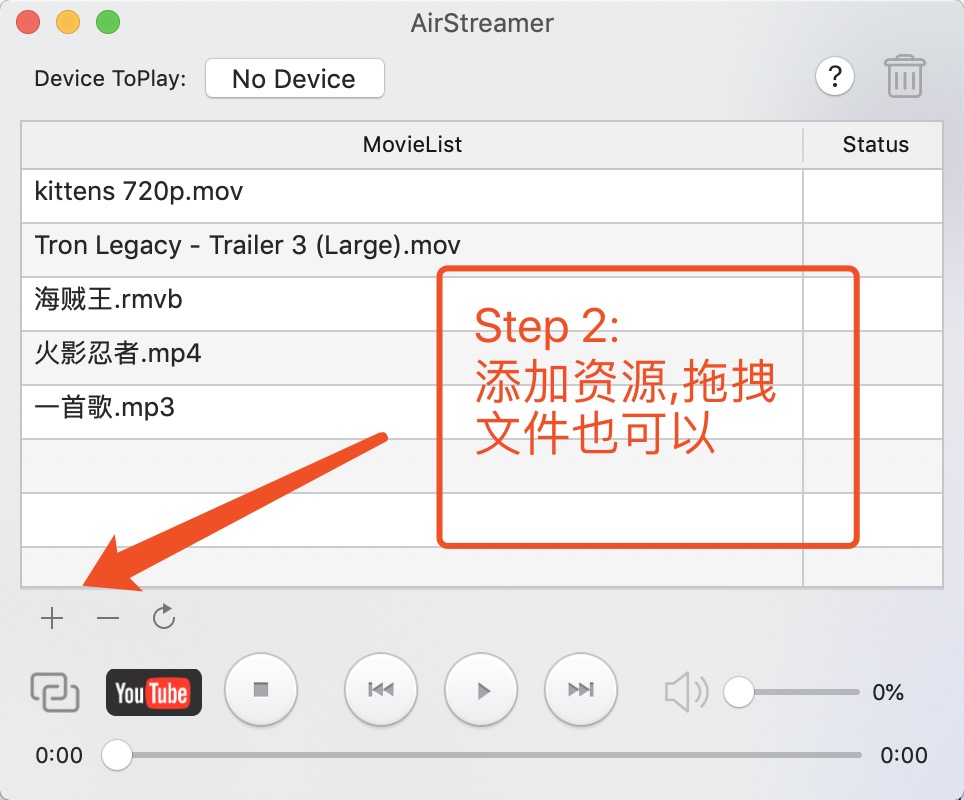 AirStreamer
Device ToPlay: No Device ?
MovieList Status
kittens 720p.mov
Tron Legacy - Trailer 3 (Large).mov
海贼王.rmvb
火影忍者.mp4
一首歌.mp3
Step 2:
添加资源,拖拽
文件也可以
YouTube
0%
0:00 0:00